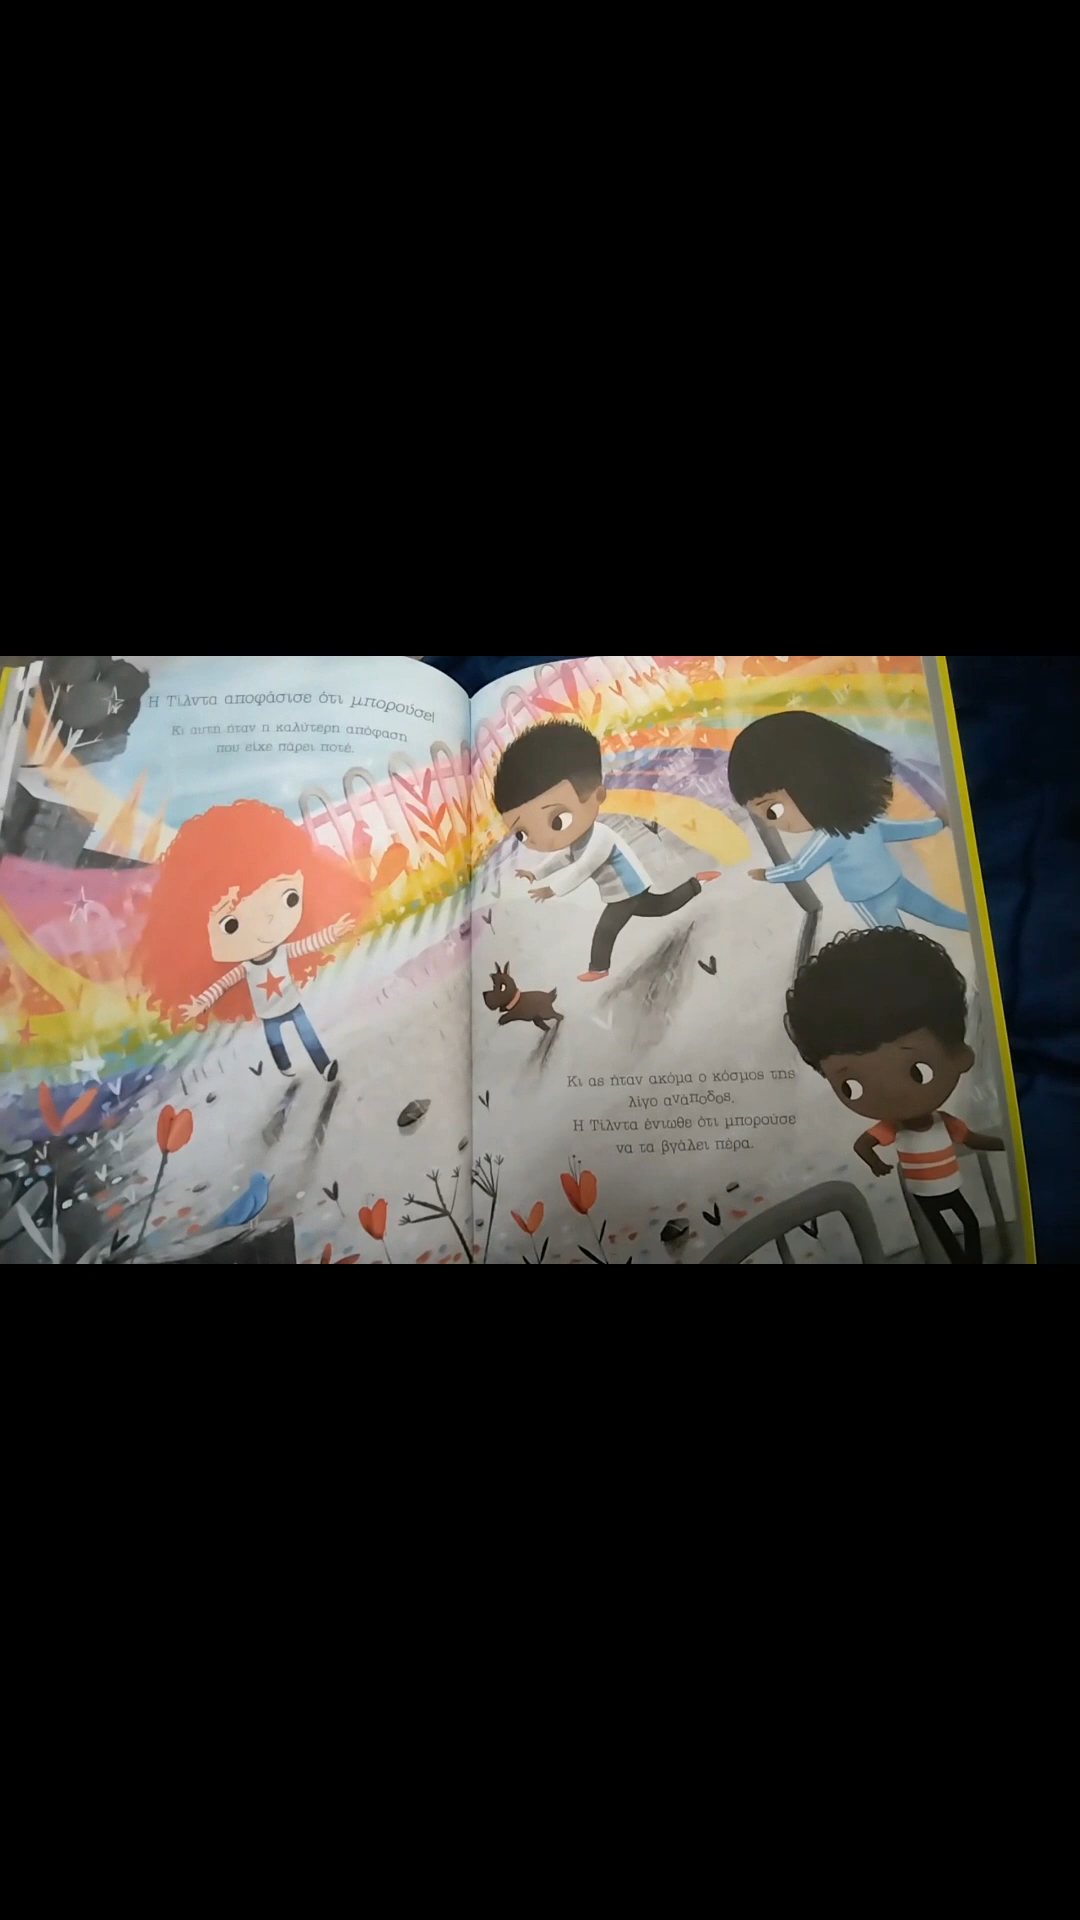 Η Τίλντα αποφάσισε ότι μπορούσε!
Κι αυτή ήταν η καλύτερη απόφαση
που είχε πάρει ποτέ.
Κι ας ήταν ακόμα ο κόσμος της
λίγο ανάποδος,
Η Τίλντα ένιωθε ότι μπορούσε
να τα βγάλει πέρα.